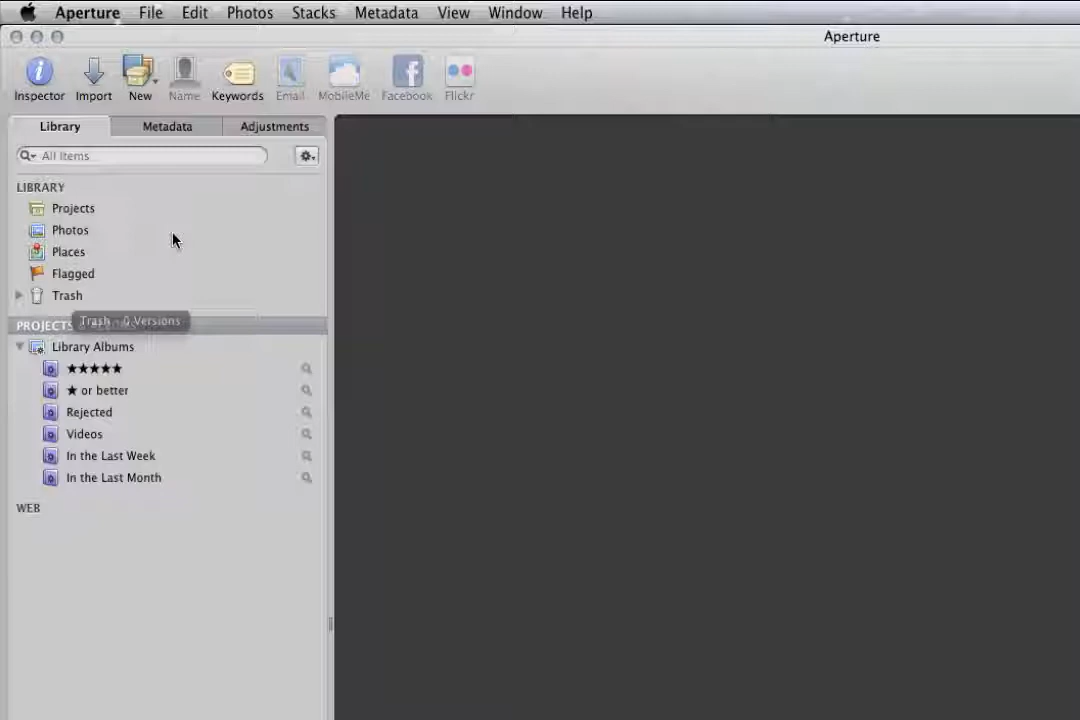 Aperture File Edit Photos Stacks Metadata View Window Help
Aperture
Inspector Import New Name Keywords Email MobileMe Facebook Flickr
Library Metadata Adjustments
All Items
LIBRARY
Projects
Photos
Places
Flagged
Trash
Trash - 0 Versions
PROJECTS
Library Albums
★★★★★
★ or better
Rejected
Videos
In the Last Week
In the Last Month
WEB